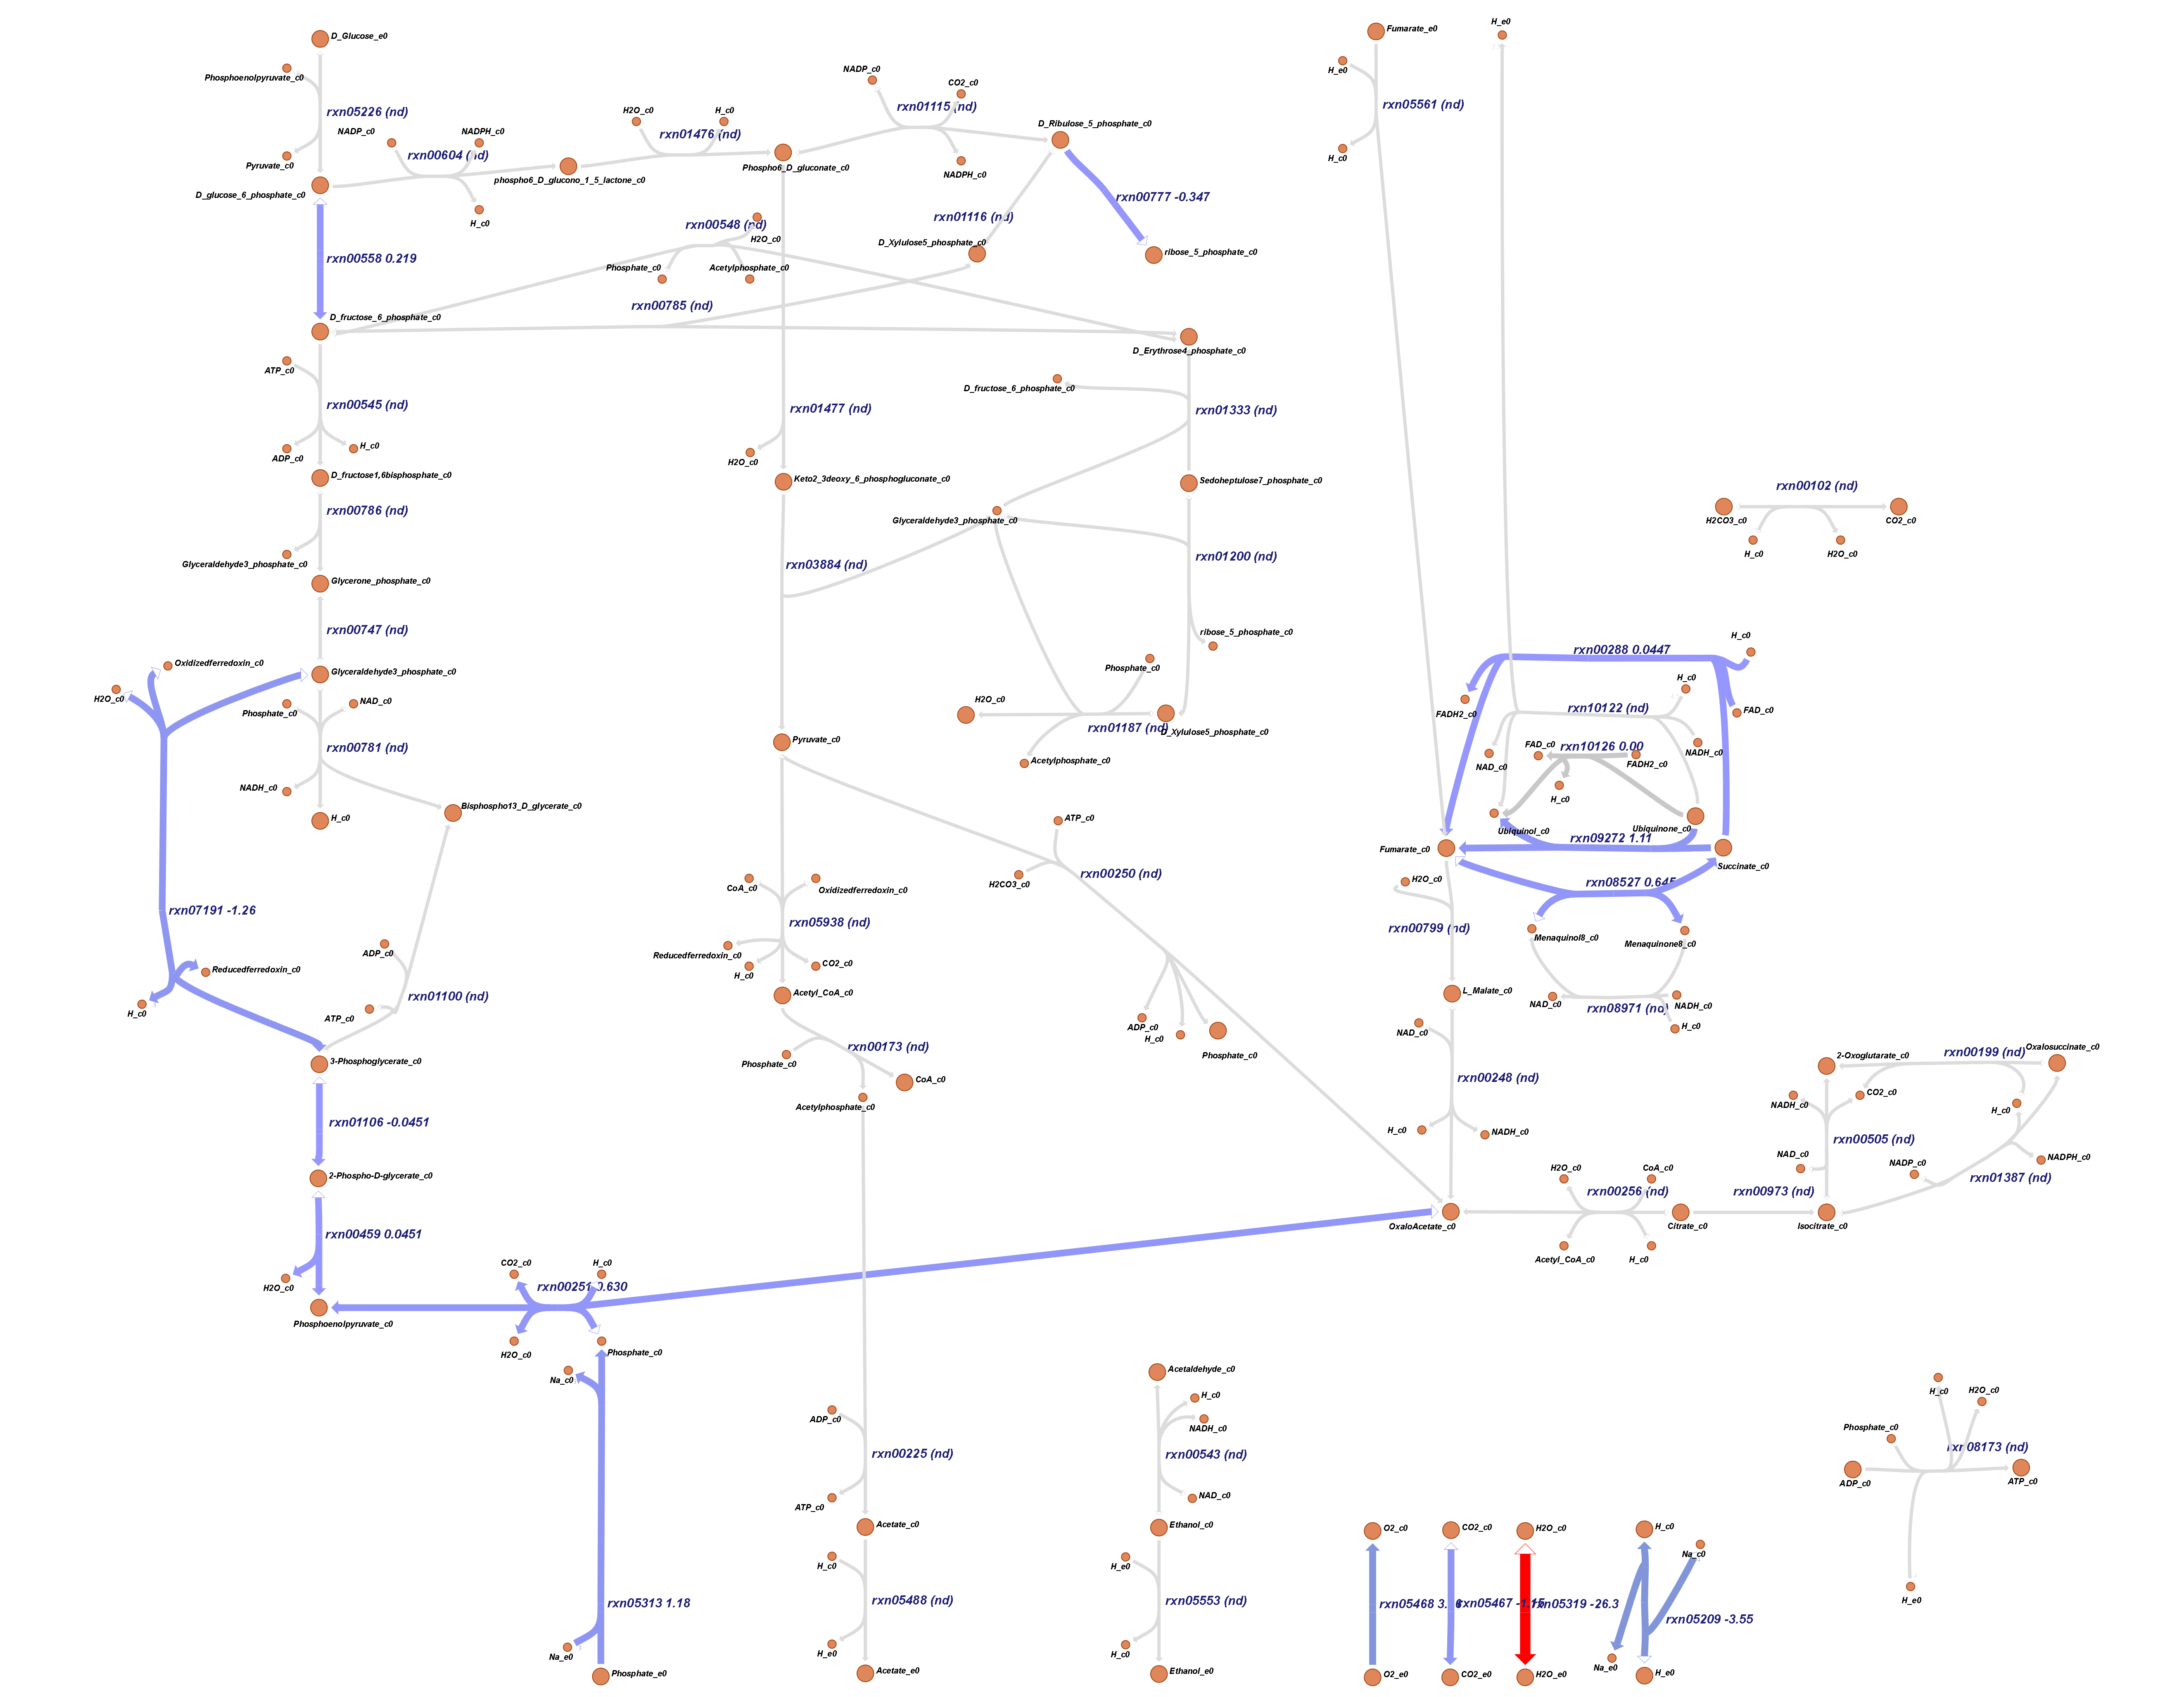 D_Glucose_e0
Phosphoenolpyruvate_c0
rxn05226 (nd)
Pyruvate_c0
D_glucose_6_phosphate_c0
NADP_c0
NADPH_c0
rxn00604 (nd)
H_c0
phospho6_D_glucono_1_5_lactone_c0
H2O_c0
H_c0
rxn01476 (nd)
Phospho6_D_gluconate_c0
NADP_c0
CO2_c0
rxn01115 (nd)
NADPH_c0
D_Ribulose_5_phosphate_c0
rxn00777 -0.347
ribose_5_phosphate_c0
rxn01116 (nd)
D_Xylulose5_phosphate_c0
rxn00548 (nd)
H2O_c0
Phosphate_c0
Acetylphosphate_c0
rxn00785 (nd)
rxn00558 0.219
D_fructose_6_phosphate_c0
D_Erythrose4_phosphate_c0
ATP_c0
rxn00545 (nd)
ADP_c0
H_c0
D_fructose1,6bisphosphate_c0
rxn00786 (nd)
Glyceraldehyde3_phosphate_c0
Glycerone_phosphate_c0
rxn00747 (nd)
Glyceraldehyde3_phosphate_c0
Oxidizedferredoxin_c0
H2O_c0
Phosphate_c0
NAD_c0
rxn00781 (nd)
NADH_c0
H_c0
Bisphospho13_D_glycerate_c0
rxn07191 -1.26
Reducedferredoxin_c0
H_c0
ADP_c0
rxn01100 (nd)
ATP_c0
3-Phosphoglycerate_c0
rxn01106 -0.0451
2-Phospho-D-glycerate_c0
rxn00459 0.0451
H2O_c0
Phosphoenolpyruvate_c0
CO2_c0
H_c0
rxn00251 0.630
H2O_c0
Phosphate_c0
Na_c0
rxn05313 1.18
Na_e0
Phosphate_e0
rxn01477 (nd)
H2O_c0
Keto2_3deoxy_6_phosphogluconate_c0
rxn03884 (nd)
Pyruvate_c0
D_fructose_6_phosphate_c0
rxn01333 (nd)
Sedoheptulose7_phosphate_c0
Glyceraldehyde3_phosphate_c0
rxn01200 (nd)
ribose_5_phosphate_c0
Phosphate_c0
H2O_c0
rxn01187 (nd)
D_Xylulose5_phosphate_c0
Acetylphosphate_c0
ATP_c0
H2CO3_c0
rxn00250 (nd)
ADP_c0
H_c0
Phosphate_c0
CoA_c0
Oxidizedferredoxin_c0
rxn05938 (nd)
Reducedferredoxin_c0
H_c0
CO2_c0
Acetyl_CoA_c0
Phosphate_c0
rxn00173 (nd)
CoA_c0
Acetylphosphate_c0
ADP_c0
rxn00225 (nd)
ATP_c0
Acetate_c0
H_c0
rxn05488 (nd)
H_e0
Acetate_e0
Acetaldehyde_c0
H_c0
NADH_c0
rxn00543 (nd)
NAD_c0
Ethanol_c0
H_e0
rxn05553 (nd)
H_c0
Ethanol_e0
Fumarate_e0
H_e0
H_e0
rxn05561 (nd)
H_c0
H2CO3_c0
rxn00102 (nd)
CO2_c0
H_c0
H2O_c0
rxn00288 0.0447
H_c0
FADH2_c0
FAD_c0
rxn10122 (nd)
H_c0
NAD_c0
NADH_c0
FAD_c0
rxn10126 0.00
FADH2_c0
H_c0
Ubiquinol_c0
Ubiquinone_c0
rxn09272 1.11
Fumarate_c0
Succinate_c0
rxn08527 0.645
Menaquinol8_c0
Menaquinone8_c0
NAD_c0
NADH_c0
rxn08971 (nd)
H_c0
H2O_c0
rxn00799 (nd)
L_Malate_c0
NAD_c0
rxn00248 (nd)
H_c0
NADH_c0
OxaloAcetate_c0
H2O_c0
CoA_c0
rxn00256 (nd)
Acetyl_CoA_c0
H_c0
Citrate_c0
rxn00973 (nd)
Isocitrate_c0
2-Oxoglutarate_c0
rxn00199 (nd)
Oxalosuccinate_c0
NADH_c0
CO2_c0
H_c0
rxn00505 (nd)
NAD_c0
NADP_c0
NADPH_c0
rxn01387 (nd)
H_c0
H2O_c0
Phosphate_c0
rxn08173 (nd)
ADP_c0
ATP_c0
H_e0
O2_c0
CO2_c0
H2O_c0
H_c0
Na_c0
rxn05468
rxn05467
rxn05319 -26.3
rxn05209 -3.55
Na_e0
O2_e0
CO2_e0
H2O_e0
H_e0